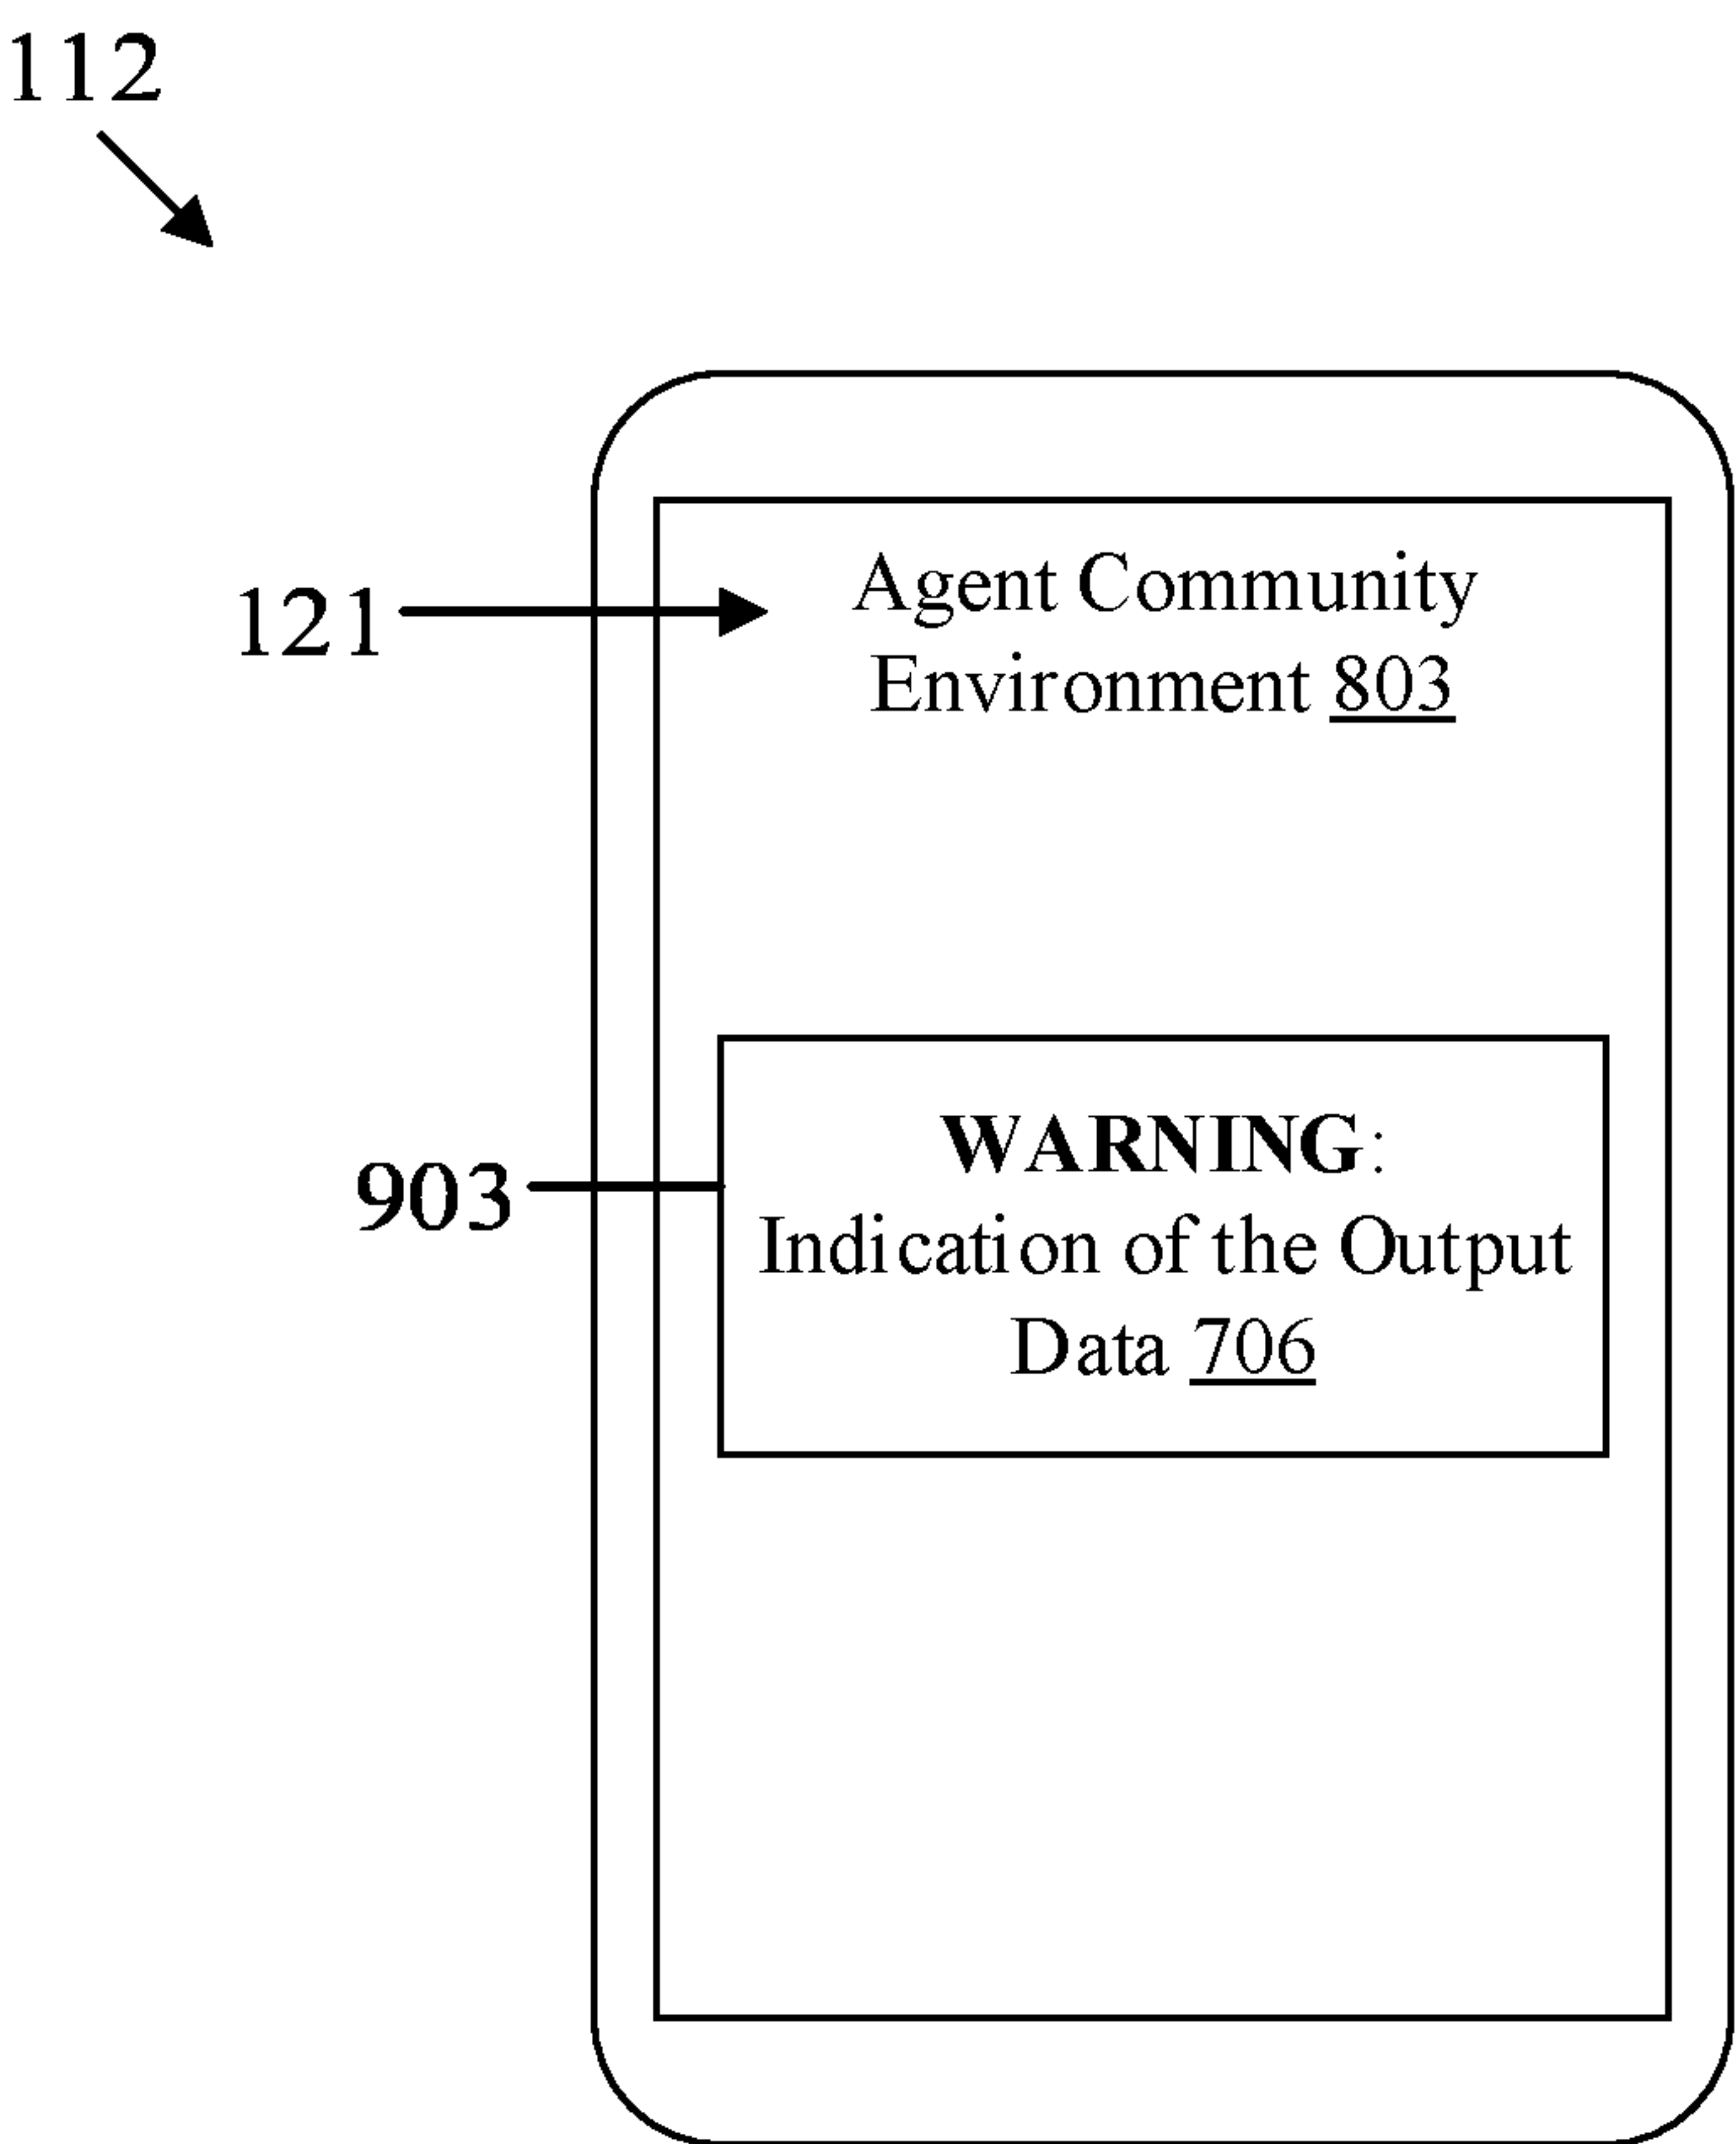 112
Agent Community
121
Environment 803
WARNING:
903
Indication of the Output
Data 706